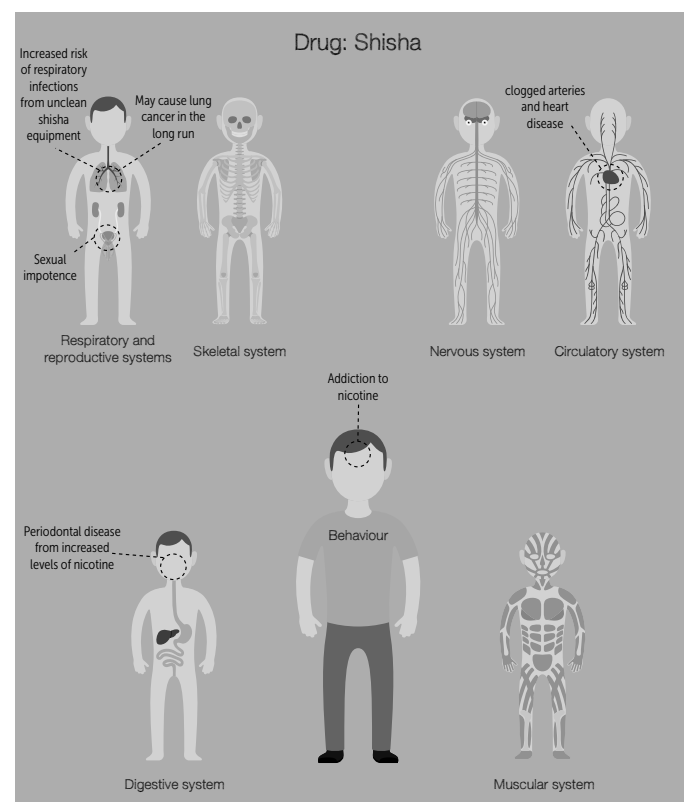 Drug: Shisha
Increased risk
of respiratory
infections
from unclean
shisha
equipment
May cause lung
cancer in the
long run
Sexual
impotence
Respiratory and
reproductive systems
Skeletal system
clogged arteries
and heart
disease
Nervous system
Circulatory system
Addiction to
nicotine
Behaviour
Periodontal disease
from increased
levels of nicotine
Digestive system
Muscular system